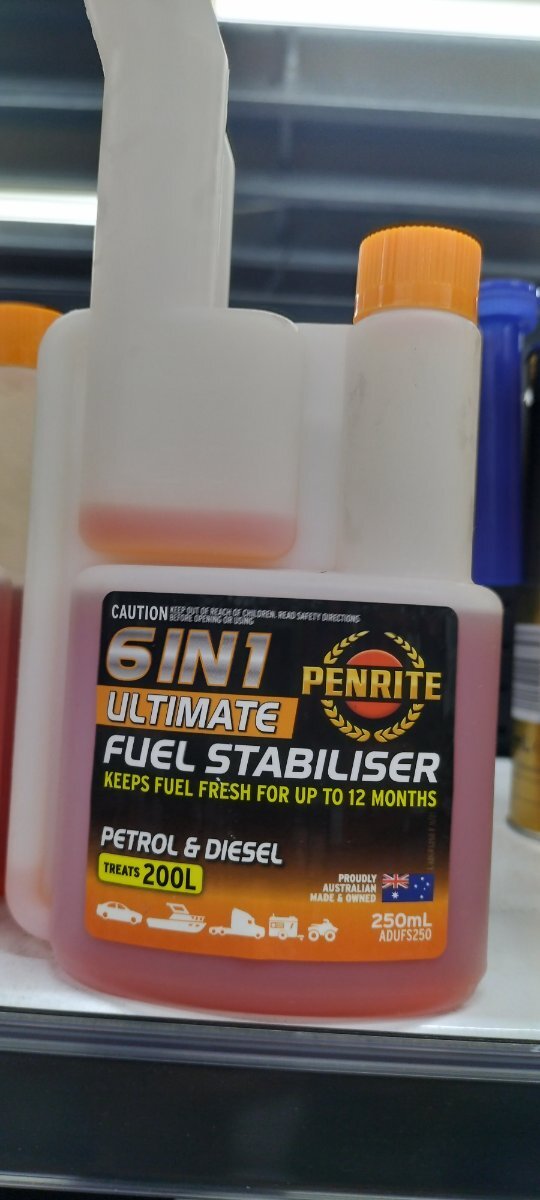 CAUTION KEEP OUT OF REACH OF CHILDREN. READ SAFETY DIRECTIONS
BEFORE OPENING OR USING
6IN1
ULTIMATE
PENRITE
FUEL STABILISER
KEEPS FUEL FRESH FOR UP TO 12 MONTHS
PETROL & DIESEL
TREATS 200L
PROUDLY
AUSTRALIAN
MADE & OWNED
250mL
ADUFS250